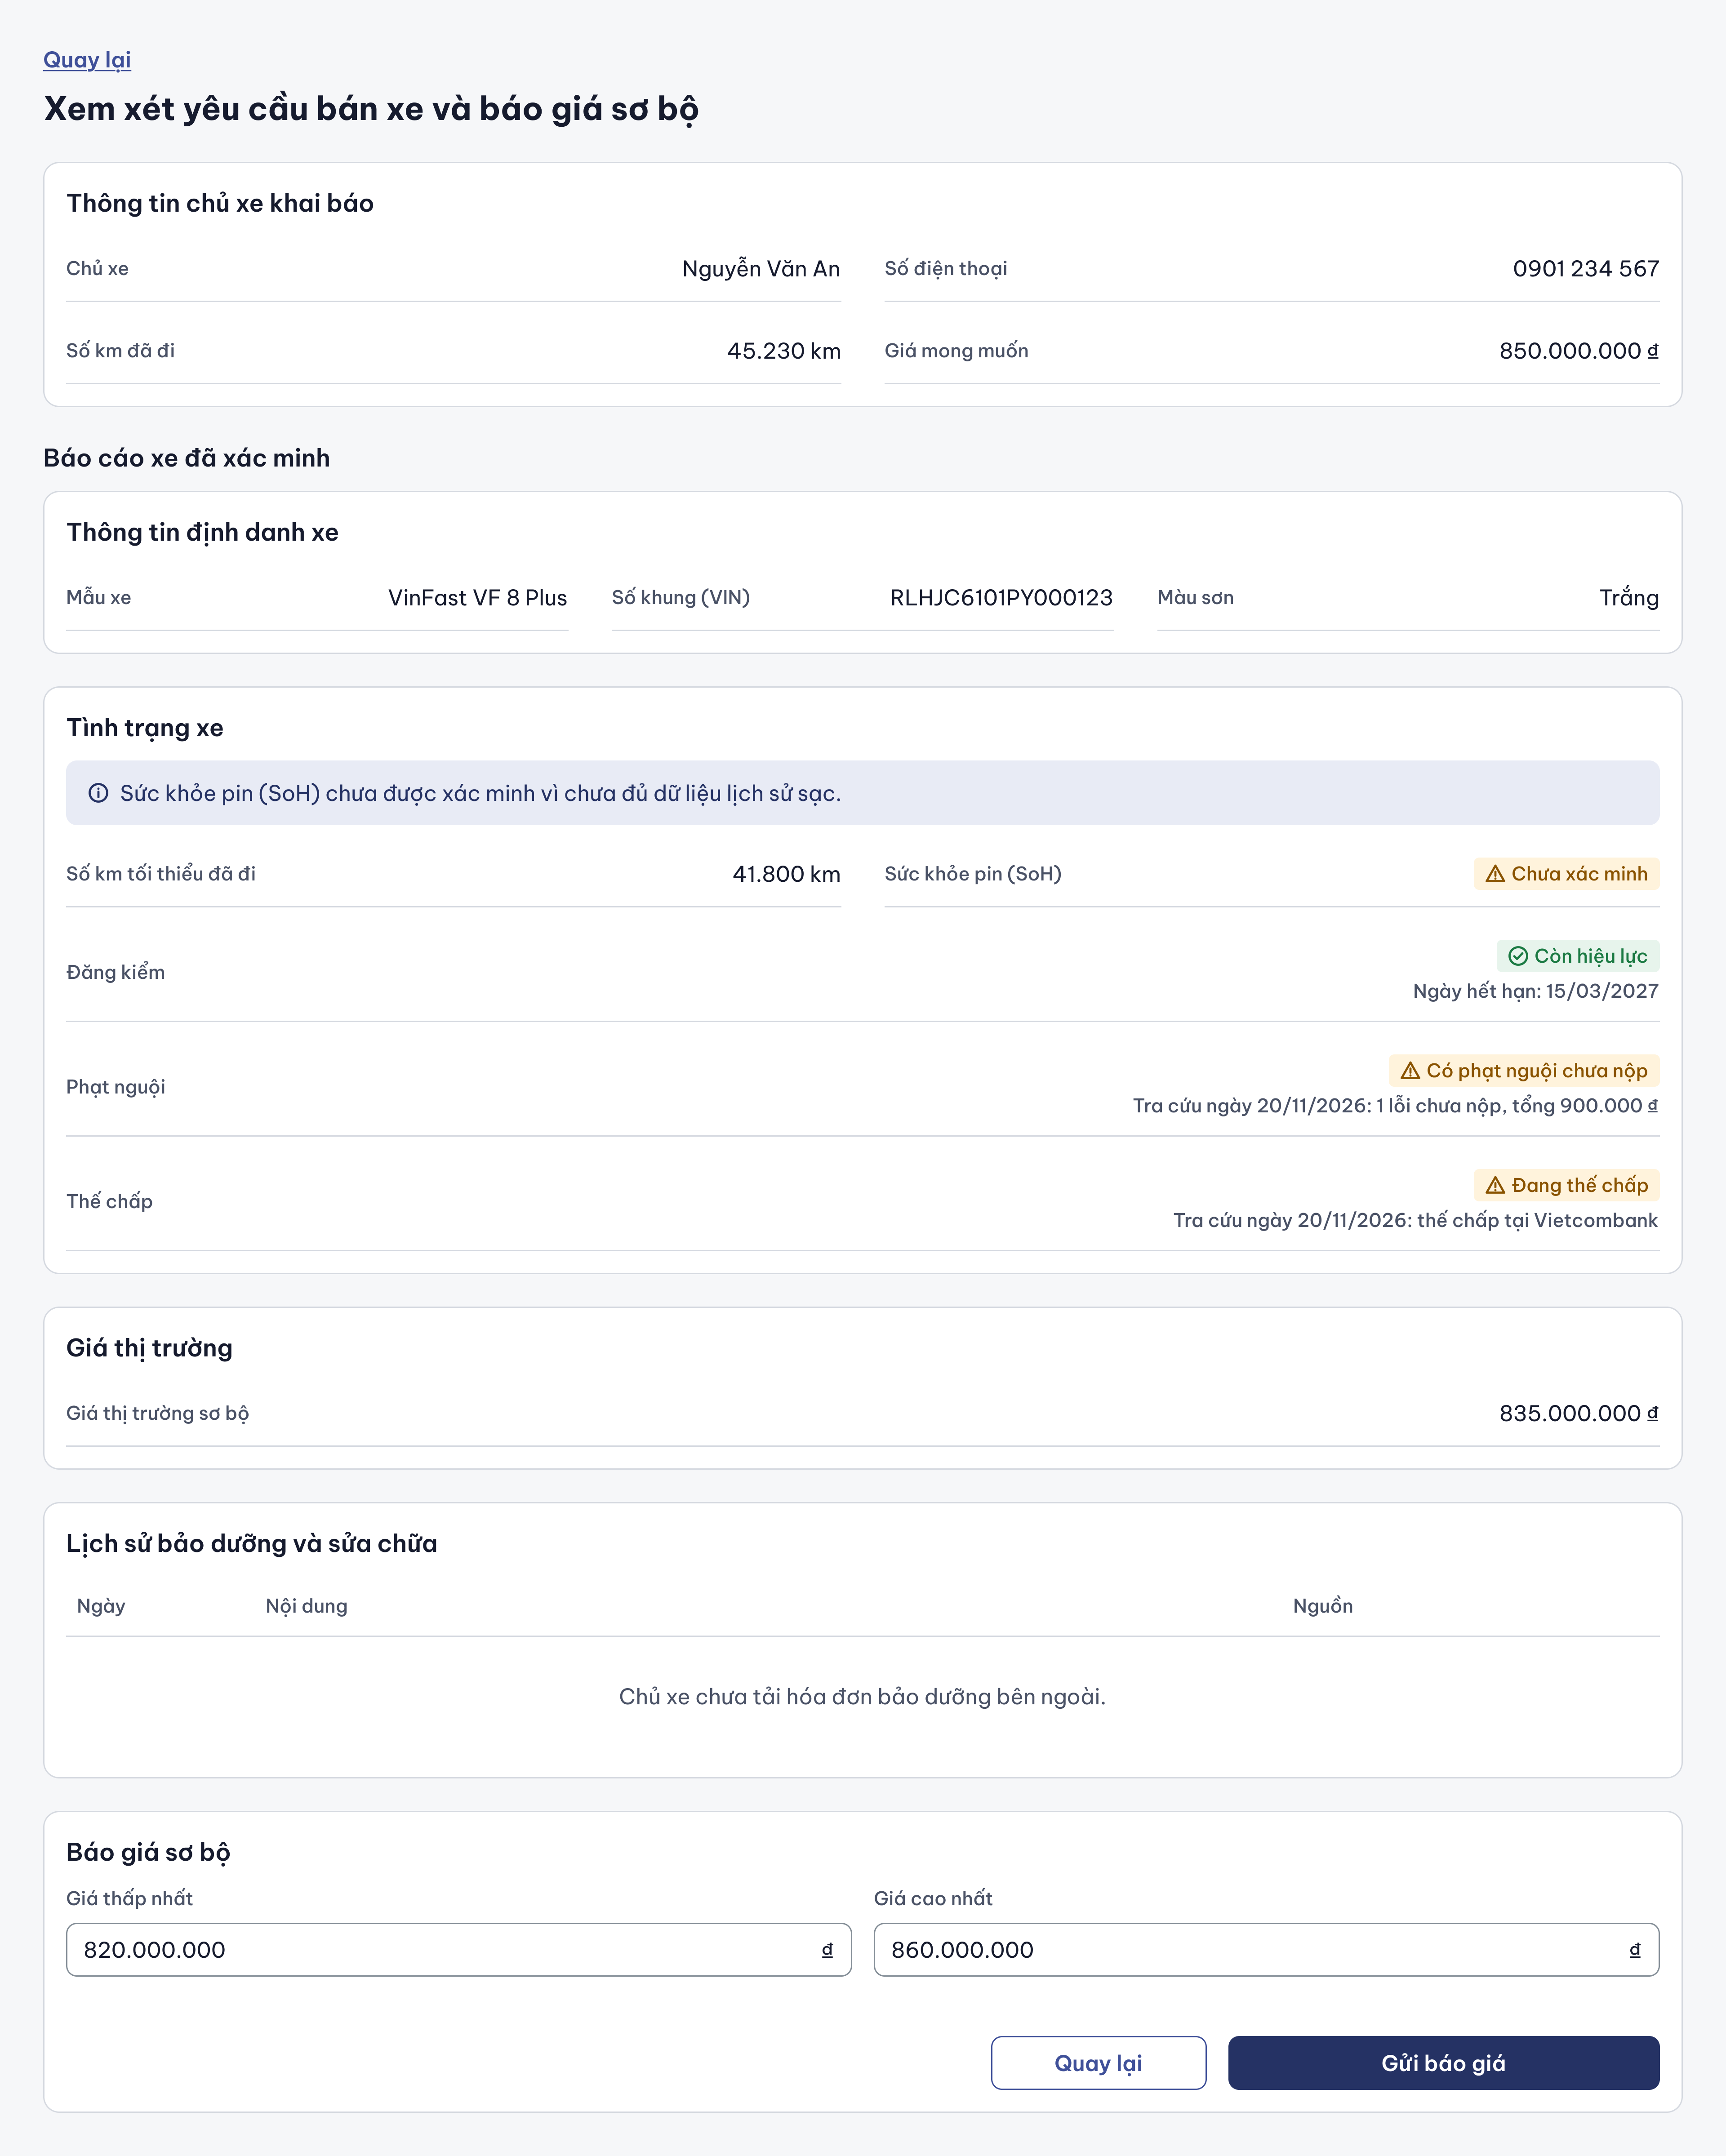 Quay lại
Xem xét yêu cầu bán xe và báo giá sơ bộ
Thông tin chủ xe khai báo
Chủ xe Nguyễn Văn An Số điện thoại 0901 234 567
Số km đã đi 45.230 km Giá mong muốn 850.000.000 ₫
Báo cáo xe đã xác minh
Thông tin định danh xe
Mẫu xe VinFast VF 8 Plus Số khung (VIN) RLHJC6101PY000123 Màu sơn Trắng
Tình trạng xe
Sức khỏe pin (SoH) chưa được xác minh vì chưa đủ dữ liệu lịch sử sạc.
Số km tối thiểu đã đi 41.800 km Sức khỏe pin (SoH) Chưa xác minh
Đăng kiểm Còn hiệu lực
Ngày hết hạn: 15/03/2027
Phạt nguội Có phạt nguội chưa nộp
Tra cứu ngày 20/11/2026: 1 lỗi chưa nộp, tổng 900.000 ₫
Thế chấp Đang thế chấp
Tra cứu ngày 20/11/2026: thế chấp tại Vietcombank
Giá thị trường
Giá thị trường sơ bộ 835.000.000 ₫
Lịch sử bảo dưỡng và sửa chữa
Ngày Nội dung Nguồn
Chủ xe chưa tải hóa đơn bảo dưỡng bên ngoài.
Báo giá sơ bộ
Giá thấp nhất Giá cao nhất
820.000.000 ₫ 860.000.000 ₫
Quay lại Gửi báo giá